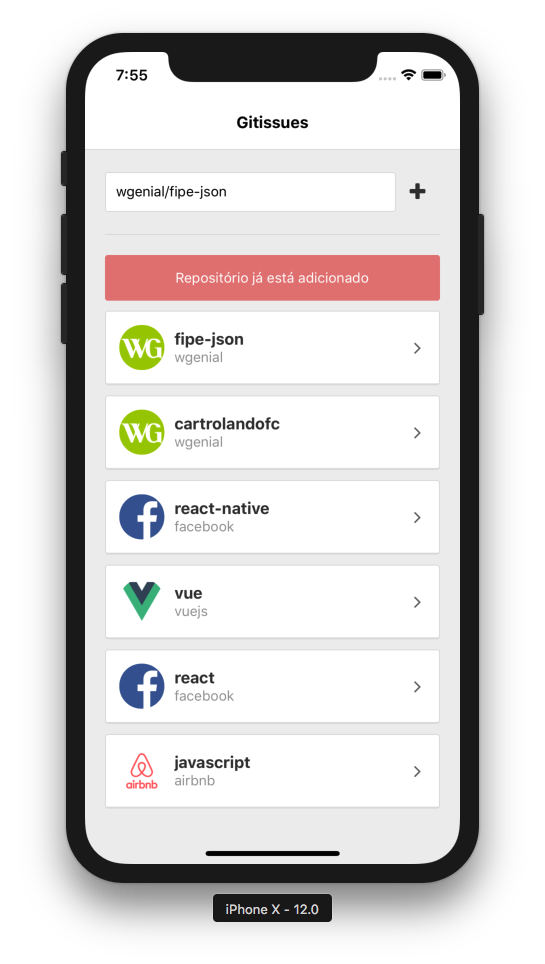 7:55
Gitissues
wgenial/fipe-json
Repositório já está adicionado
WG
fipe-json
wgenial
WG
cartrolandofc
wgenial
f
react-native
facebook
vue
vuejs
f
react
facebook
airbnb
javascript
airbnb
iPhone X - 12.0